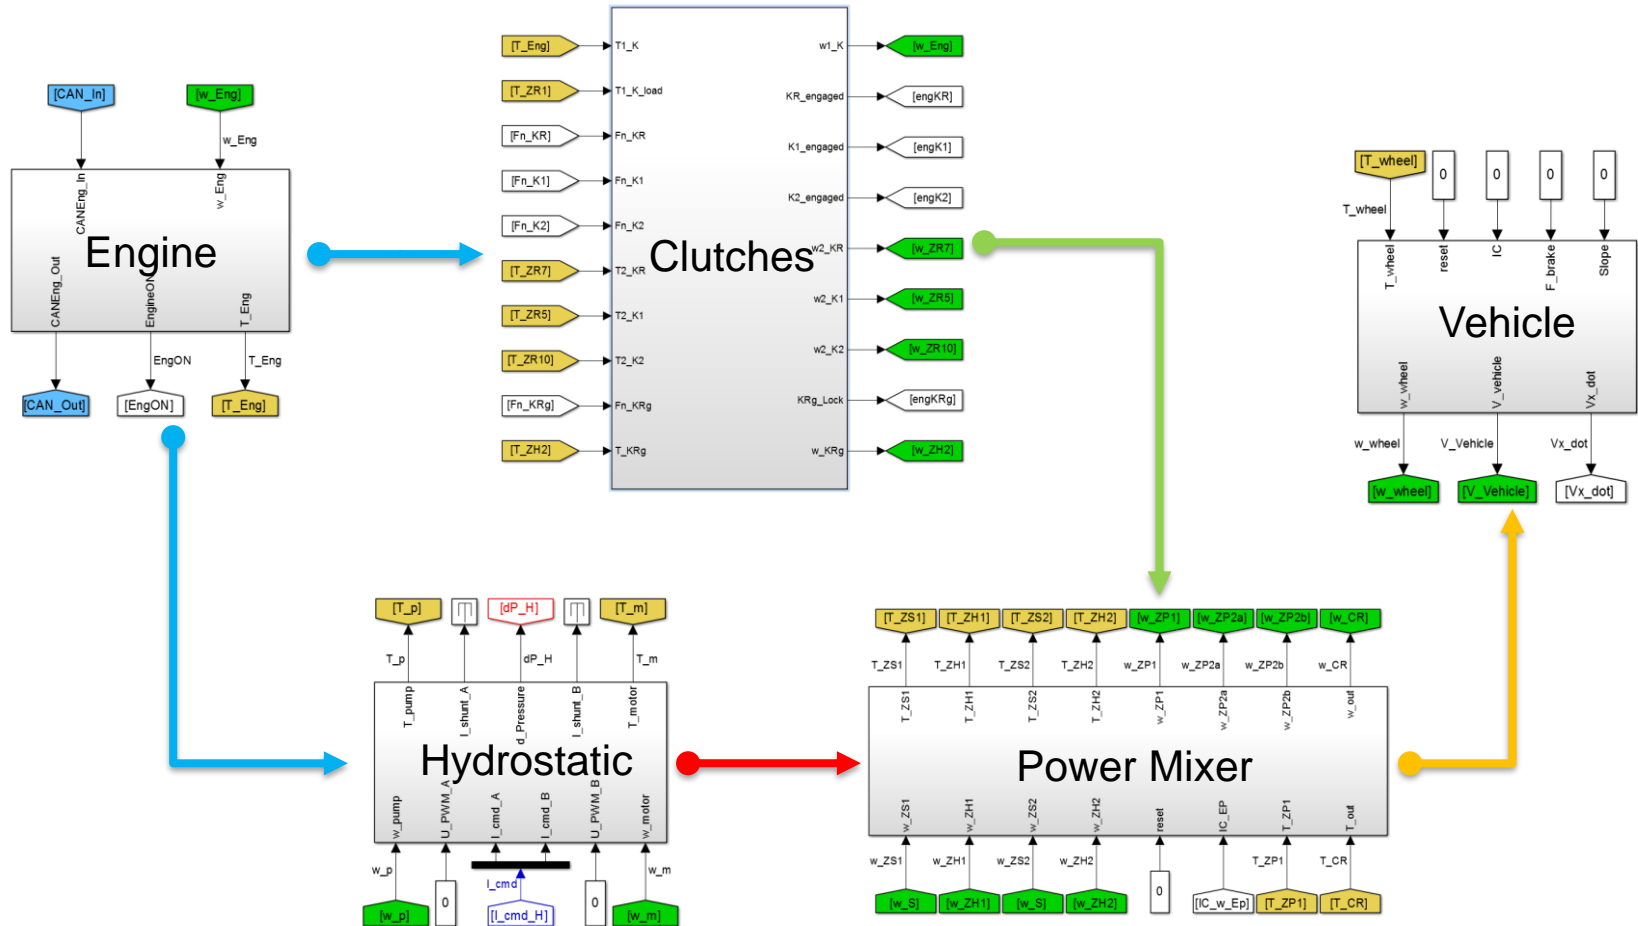 [CAN_In]
[w_Eng]
w_Eng
CANEng_In
w_Eng
Engine
CANEng_Out
EngineON
T_Eng
EngON
T_Eng
[CAN_Out]
[EngON]
[T_Eng]
[T_Eng]
[T_ZR1]
[Fn_KR]
[Fn_K1]
[Fn_K2]
[T_ZR7]
[T_ZR5]
[T_ZR10]
[Fn_KRg]
[T_ZH2]
T1_K
T1_K_load
Fn_KR
Fn_K1
Fn_K2
T2_KR
T2_K1
T2_K2
Fn_KRg
T_KRg
Clutches
w1_K
KR_engaged
K1_engaged
K2_engaged
w2_KR
w2_K1
w2_K2
KRg_Lock
w_KRg
[w_Eng]
[engKR]
[engK1]
[engK2]
[w_ZR7]
[w_ZR5]
[w_ZR10]
[engKRg]
[w_ZH2]
[T_wheel]
0
0
0
0
T_wheel
T_wheel
reset
IC
F_brake
Slope
Vehicle
w_wheel
V_vehicle
Vx_dot
w_wheel
V_Vehicle
Vx_dot
[w_wheel]
[V_Vehicle]
[Vx_dot]
[T_p]
[dP_H]
[T_m]
T_p
dP_H
T_m
T_pump
I_shunt_A
d_Pressure
I_shunt_B
T_motor
Hydrostatic
w_pump
U_PWM_A
I_cmd_A
I_cmd_B
U_PWM_B
w_motor
w_p
I_cmd
w_m
[w_p]
0
[I_cmd_H]
0
[w_m]
[T_ZS1]
[T_ZH1]
[T_ZS2]
[T_ZH2]
[w_ZP1]
[w_ZP2a]
[w_ZP2b]
[w_CR]
T_ZS1
T_ZH1
T_ZS2
T_ZH2
w_ZP1
w_ZP2a
w_ZP2b
w_CR
T_ZS1
T_ZH1
T_ZS2
T_ZH2
w_ZP1
w_ZP2a
w_ZP2b
w_out
Power Mixer
w_ZS1
w_ZH1
w_ZS2
w_ZH2
reset
IC_EP
T_ZP1
T_out
w_ZS1
w_ZH1
w_ZS2
w_ZH2
T_ZP1
T_CR
[w_S]
[w_ZH1]
[w_S]
[w_ZH2]
0
[IC_w_Ep]
[T_ZP1]
[T_CR]